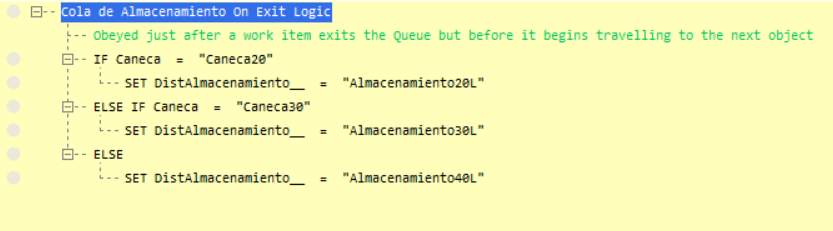 Cola de Almacenamiento On Exit Logic
Obeyed just after a work item exits the Queue but before it begins travelling to the next object
IF Caneca = "Caneca20"
SET DistAlmacenamiento__ = "Almacenamiento20L"
ELSE IF Caneca = "Caneca30"
SET DistAlmacenamiento__ = "Almacenamiento30L"
ELSE
SET DistAlmacenamiento__ = "Almacenamiento40L"